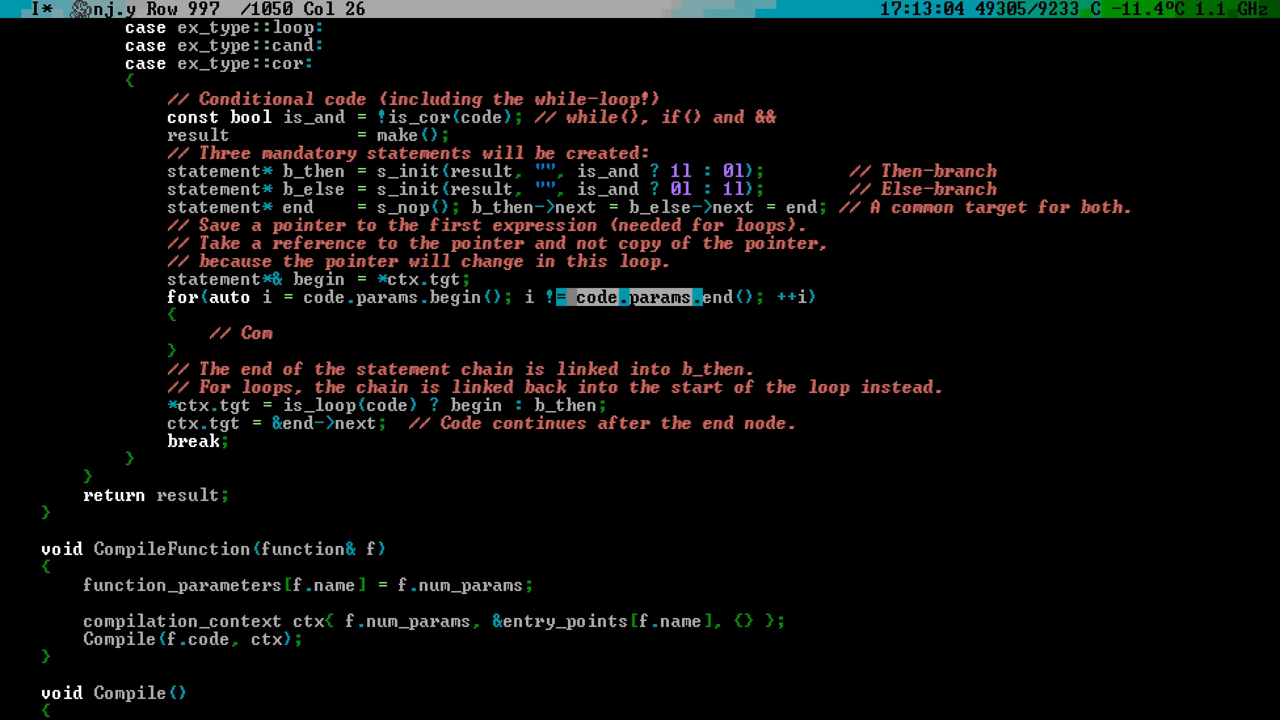 I* nj.y Row 997 /1050 Col 26 17:13:04 49305/9233 C -11.4ºC 1.1 GHz
case ex_type::loop:
case ex_type::cand:
case ex_type::cor:
{
// Conditional code (including the while-loop!)
const bool is_and = !is_cor(code); // while(), if() and &&
result = make();
// Three mandatory statements will be created:
statement* b_then = s_init(result, "", is_and ? 1l : 0l); // Then-branch
statement* b_else = s_init(result, "", is_and ? 0l : 1l); // Else-branch
statement* end = s_nop(); b_then->next = b_else->next = end; // A common target for both.
// Save a pointer to the first expression (needed for loops).
// Take a reference to the pointer and not copy of the pointer,
// because the pointer will change in this loop.
statement*& begin = *ctx.tgt;
for(auto i = code.params.begin(); i != code.params.end(); ++i)
{
// Com
}
// The end of the statement chain is linked into b_then.
// For loops, the chain is linked back into the start of the loop instead.
*ctx.tgt = is_loop(code) ? begin : b_then;
ctx.tgt = &end->next; // Code continues after the end node.
break;
}
}
return result;
}
void CompileFunction(function& f)
{
function_parameters[f.name] = f.num_params;
compilation_context ctx{ f.num_params, &entry_points[f.name], {} };
Compile(f.code, ctx);
}
void Compile()
{